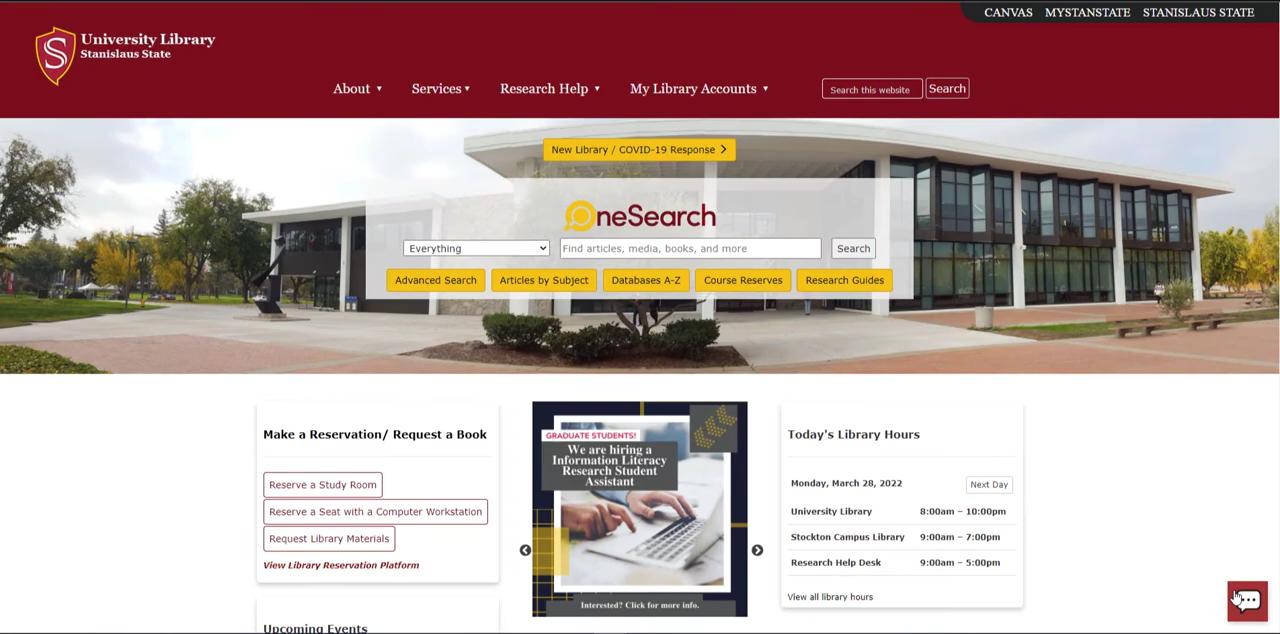 CANVAS MYSTANSTATE STANISLAUS STATE
University Library
Stanislaus State
About Services Research Help My Library Accounts Search this website Search
New Library / COVID-19 Response
OneSearch
Everything Find articles, media, books, and more Search
Advanced Search Articles by Subject Databases A-Z Course Reserves Research Guides
Make a Reservation/ Request a Book
Reserve a Study Room
Reserve a Seat with a Computer Workstation
Request Library Materials
View Library Reservation Platform
Upcoming Events
GRADUATE STUDENTS!
We are hiring a
Information Literacy
Research Student
Assistant
Interested? Click for more info.
Today's Library Hours
Monday, March 28, 2022 Next Day
University Library 8:00am – 10:00pm
Stockton Campus Library 9:00am – 7:00pm
Research Help Desk 9:00am – 5:00pm
View all library hours